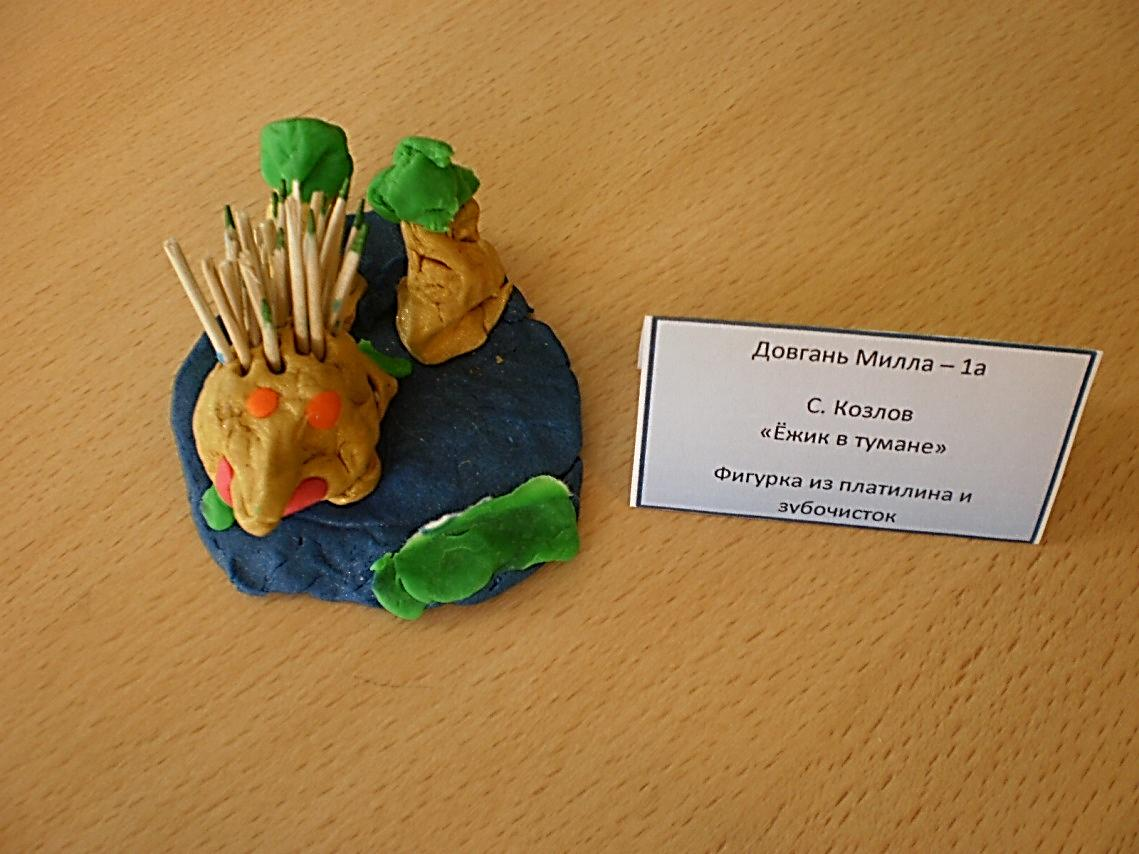 Довгань Милла – 1а
С. Козлов
«Ёжик в тумане»
Фигурка из платилина и
зубочисток